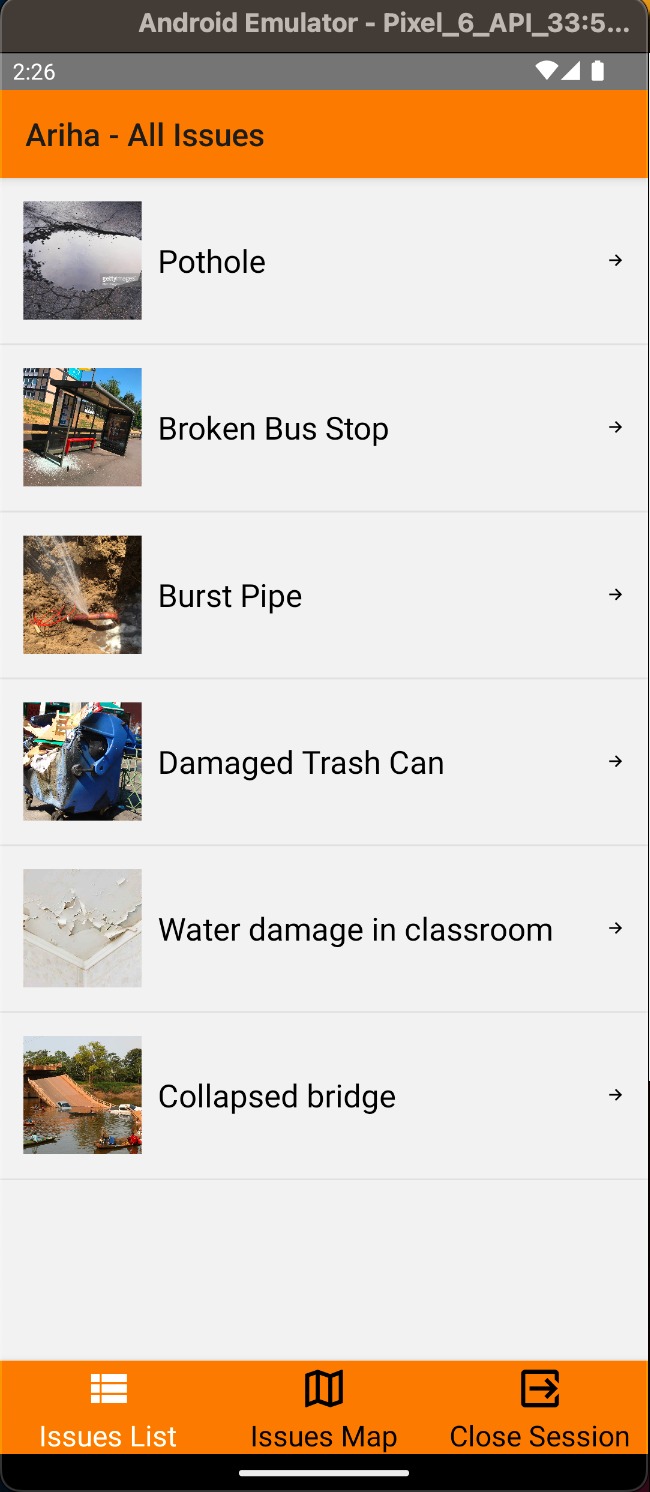 Android Emulator - Pixel_6_API_33:5...
2:26
Ariha - All Issues
gettyimages
Pothole
Broken Bus Stop
Burst Pipe
Damaged Trash Can
Water damage in classroom
Collapsed bridge
Issues List
Issues Map
Close Session